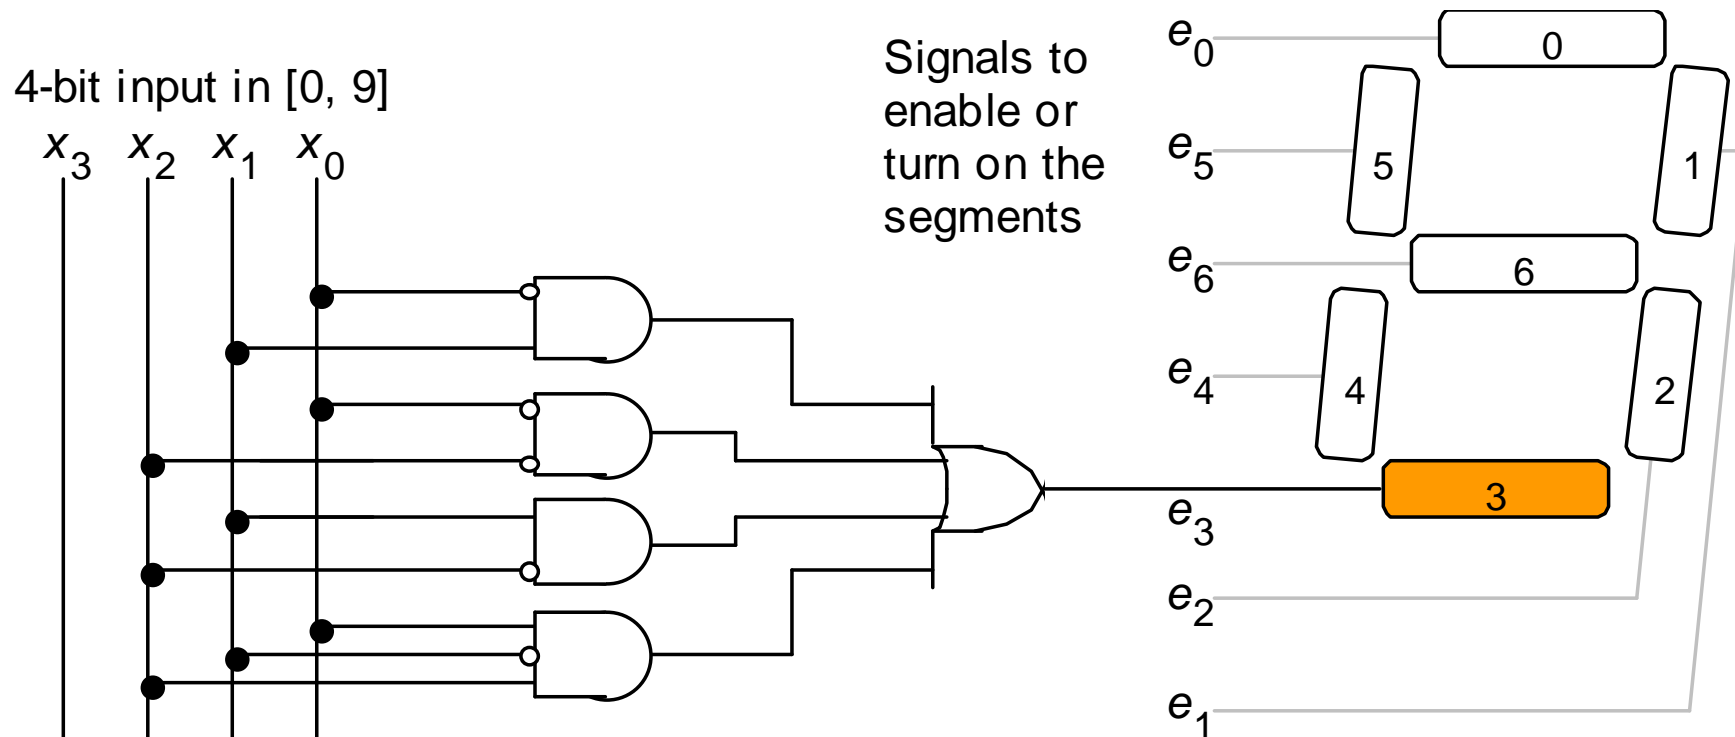 4-bit input in [0, 9]
x3 x2 x1 x0
Signals to
enable or
turn on the
segments
e0
e5
e6
e4
e3
e2
e1
0
5
1
6
4
2
3